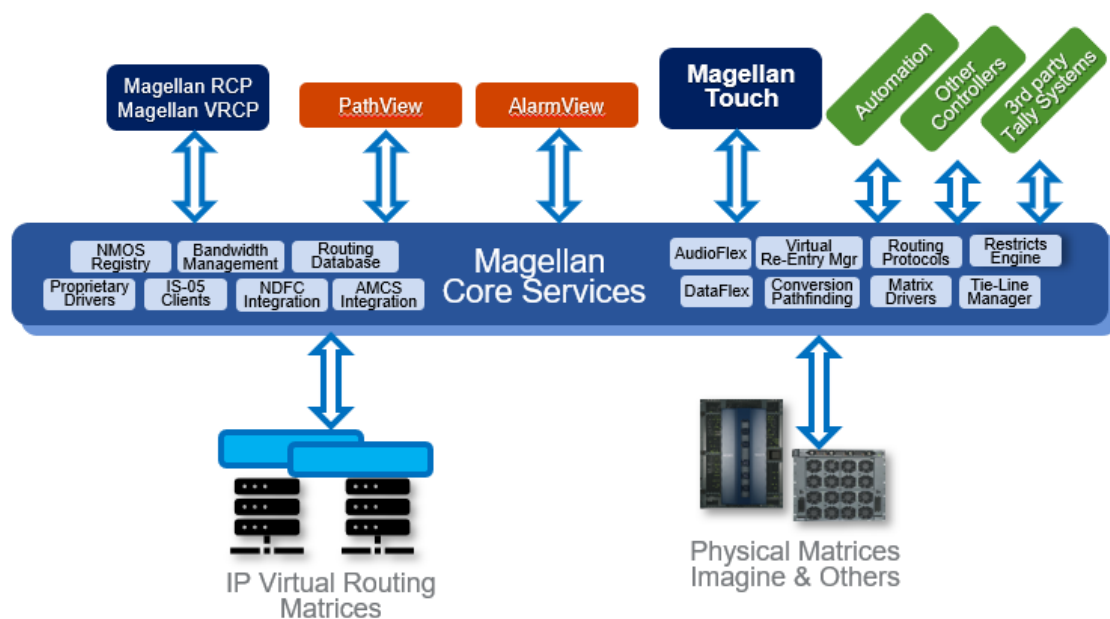 Magellan RCP
Magellan VRCP
PathView
AlarmView
Magellan
Touch
Automation
Other
Controllers
3rd party
Tally Systems
NMOS
Registry
Bandwidth
Management
Routing
Database
Proprietary
Drivers
IS-05
Clients
NDFC
Integration
AMCS
Integration
Magellan
Core Services
AudioFlex
Virtual
Re-Entry Mgr
Routing
Protocols
Restricts
Engine
DataFlex
Conversion
Pathfinding
Matrix
Drivers
Tie-Line
Manager
IP Virtual Routing
Matrices
Physical Matrices
Imagine & Others